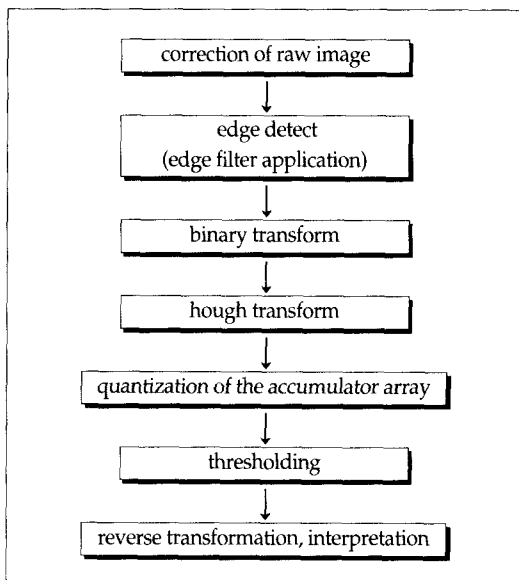 correction of raw image
edge detect
(edge filter application)
binary transform
hough transform
quantization of the accumulator array
thresholding
reverse transformation, interpretation